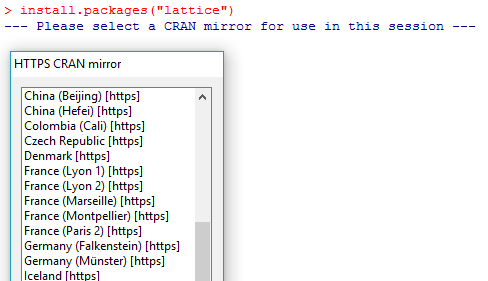 > install.packages("lattice")
--- Please select a CRAN mirror for use in this session ---
HTTPS CRAN mirror
China (Beijing) [https]
China (Hefei) [https]
Colombia (Cali) [https]
Czech Republic [https]
Denmark [https]
France (Lyon 1) [https]
France (Lyon 2) [https]
France (Marseille) [https]
France (Montpellier) [https]
France (Paris 2) [https]
Germany (Falkenstein) [https]
Germany (Münster) [https]
Iceland [https]